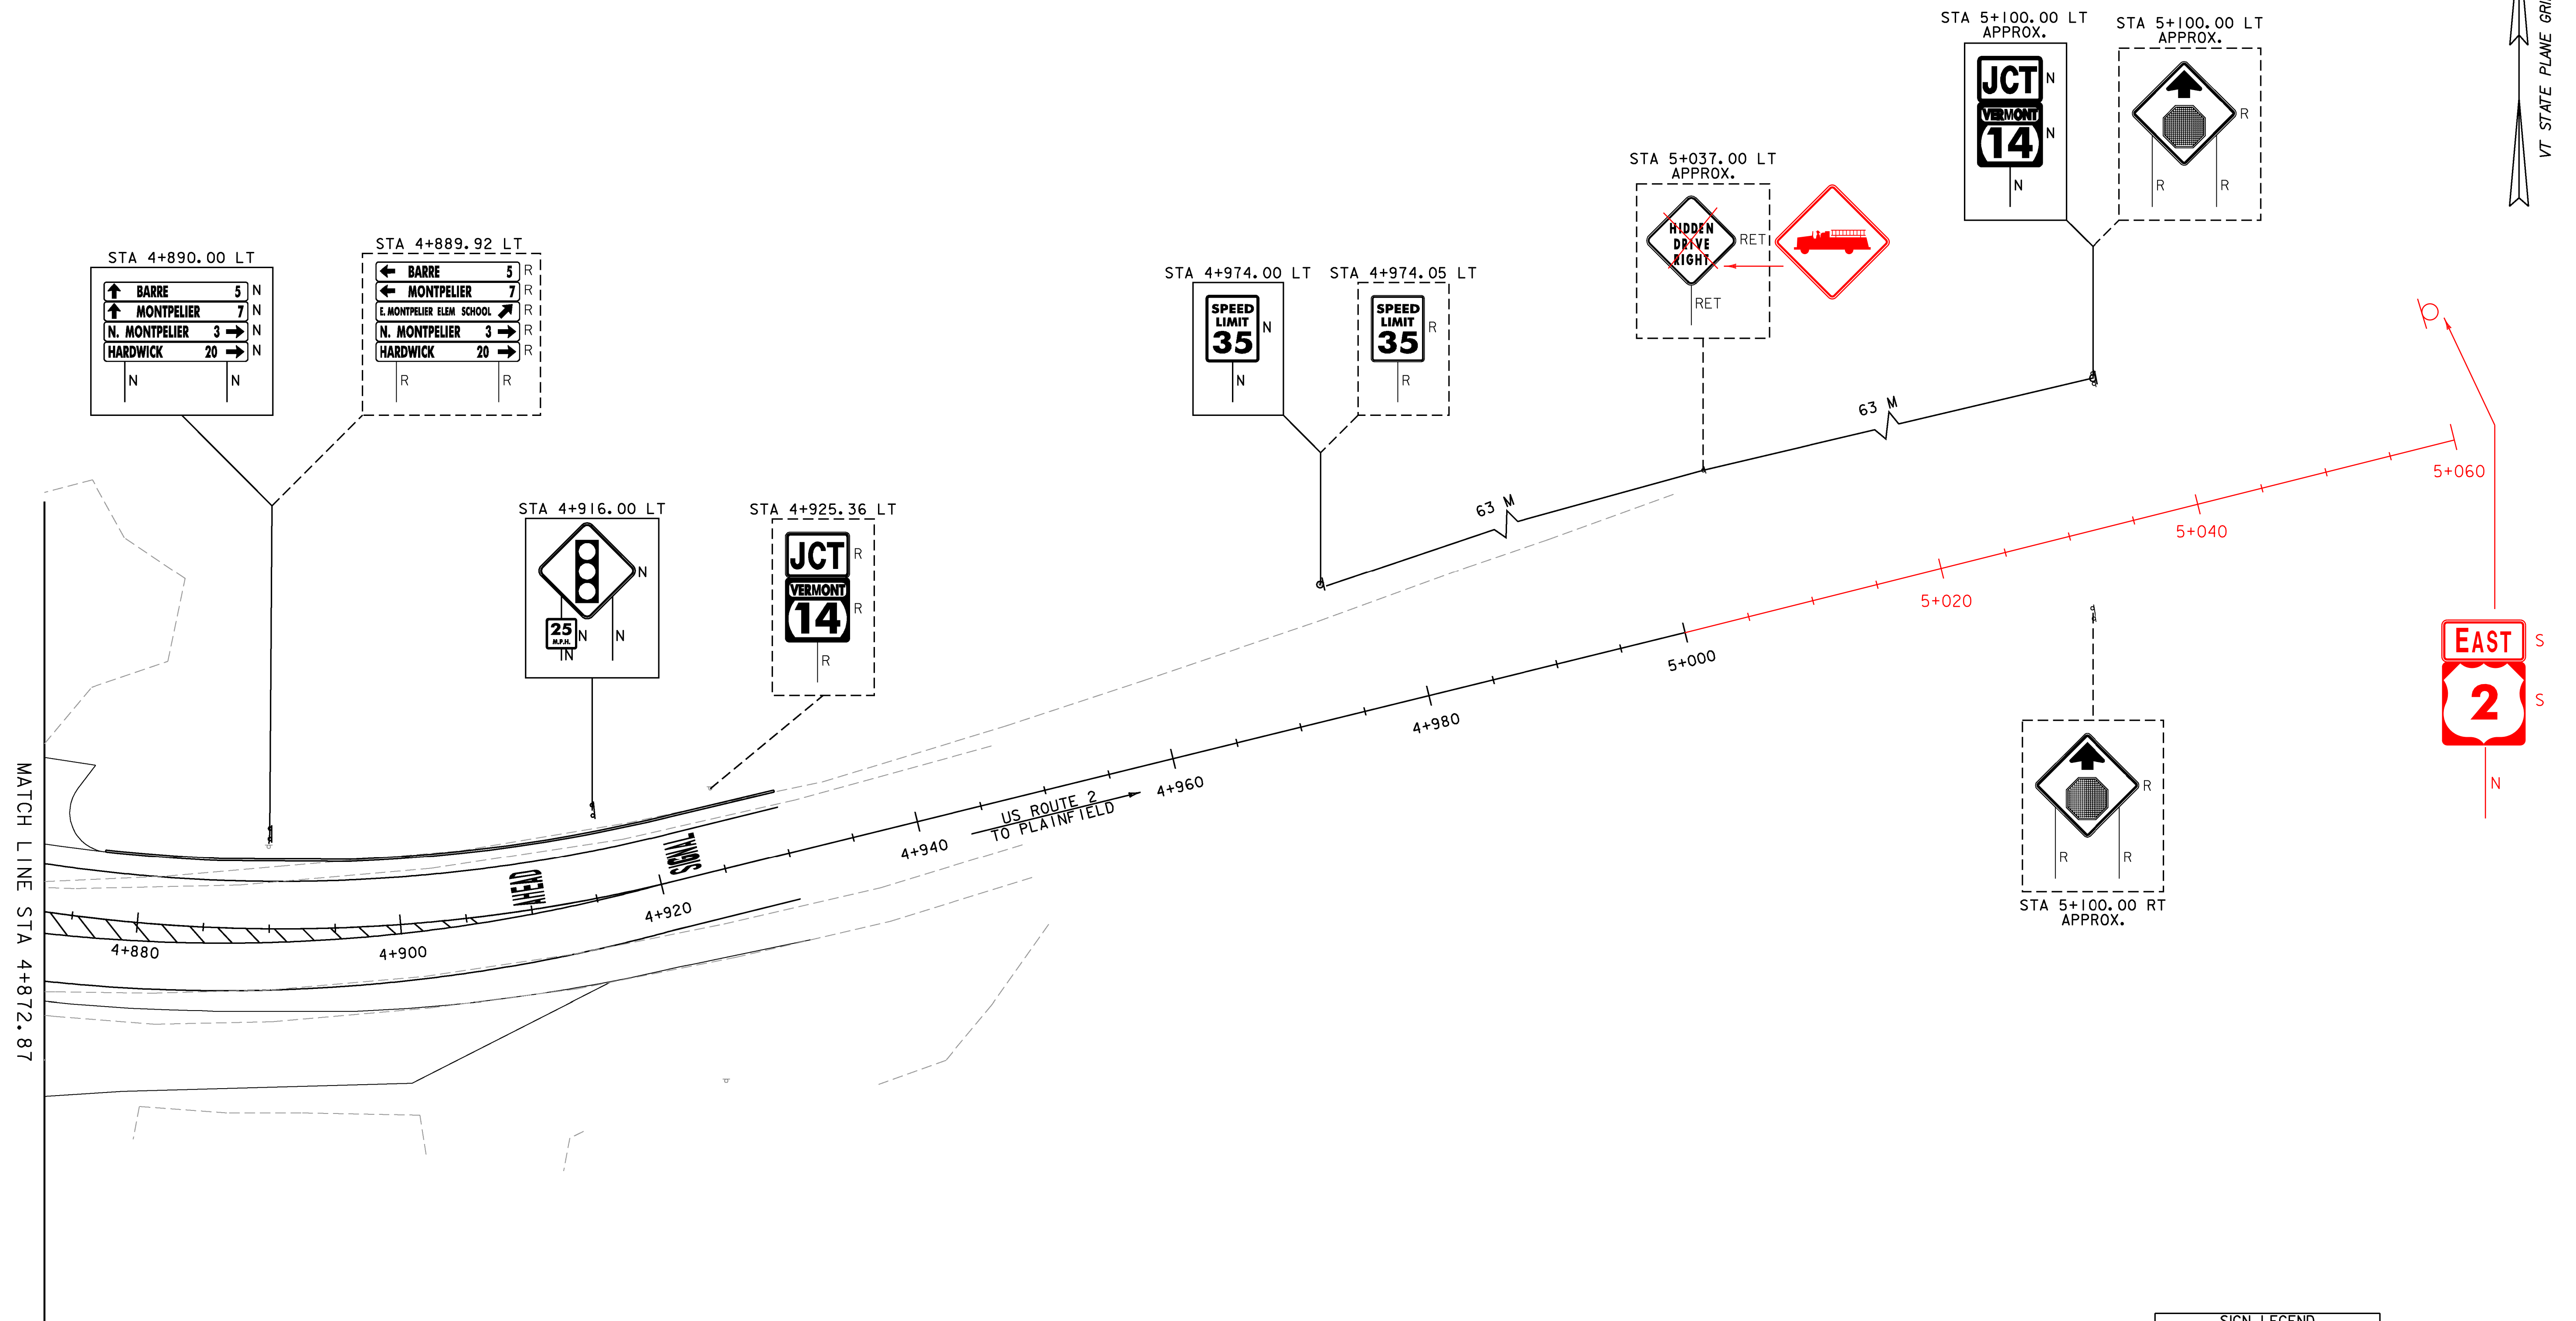 STA 5+100.00 LT
APPROX.
JCT N
VERMONT
14 N
N
STA 5+100.00 LT
APPROX.
R
R R
VT STATE PLANE
STA 5+037.00 LT
APPROX.
HIDDEN
DRIVE
RIGHT
RET
RET
STA 4+890.00 LT
BARRE 5 N
MONTPELIER 7 N
N. MONTPELIER 3 N
HARDWICK 20 N
N N
STA 4+889.92 LT
BARRE 5 R
MONTPELIER 7 R
E. MONTPELIER ELEM SCHOOL R
N. MONTPELIER 3 R
HARDWICK 20 R
R R
STA 4+974.00 LT
SPEED
LIMIT
35
N
N
STA 4+974.05 LT
SPEED
LIMIT
35
R
R
63 M
63 M
STA 4+916.00 LT
N
25
M.P.H.
N N
N
STA 4+925.36 LT
JCT R
VERMONT
14 R
R
5+060
5+040
5+020
5+000
4+980
4+960
4+940
4+920
4+900
4+880
US ROUTE 2
TO PLAINFIELD
SIGNAL
AHEAD
MATCH LINE STA 4+872.87
EAST S
2 S
N
R
R R
STA 5+100.00 RT
APPROX.
SIGN LEGEND